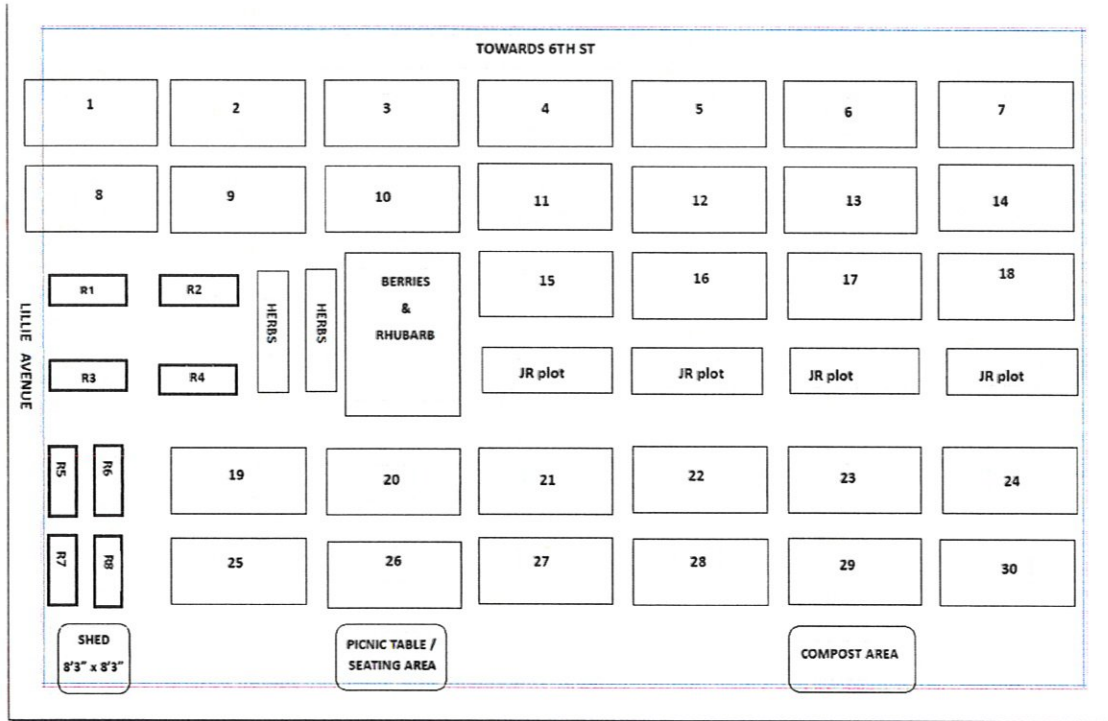 TOWARDS 6TH ST
1 2 3 4 5 6 7
8 9 10 11 12 13 14
LILLIE AVENUE
R1 R2
HERBS
HERBS
BERRIES
&
RHUBARB
15 16 17 18
R3 R4
JR plot JR plot JR plot JR plot
R5 R6 19 20 21 22 23 24
R7 R8 25 26 27 28 29 30
SHED
8'3" x 8'3"
PICNIC TABLE /
SEATING AREA
COMPOST AREA